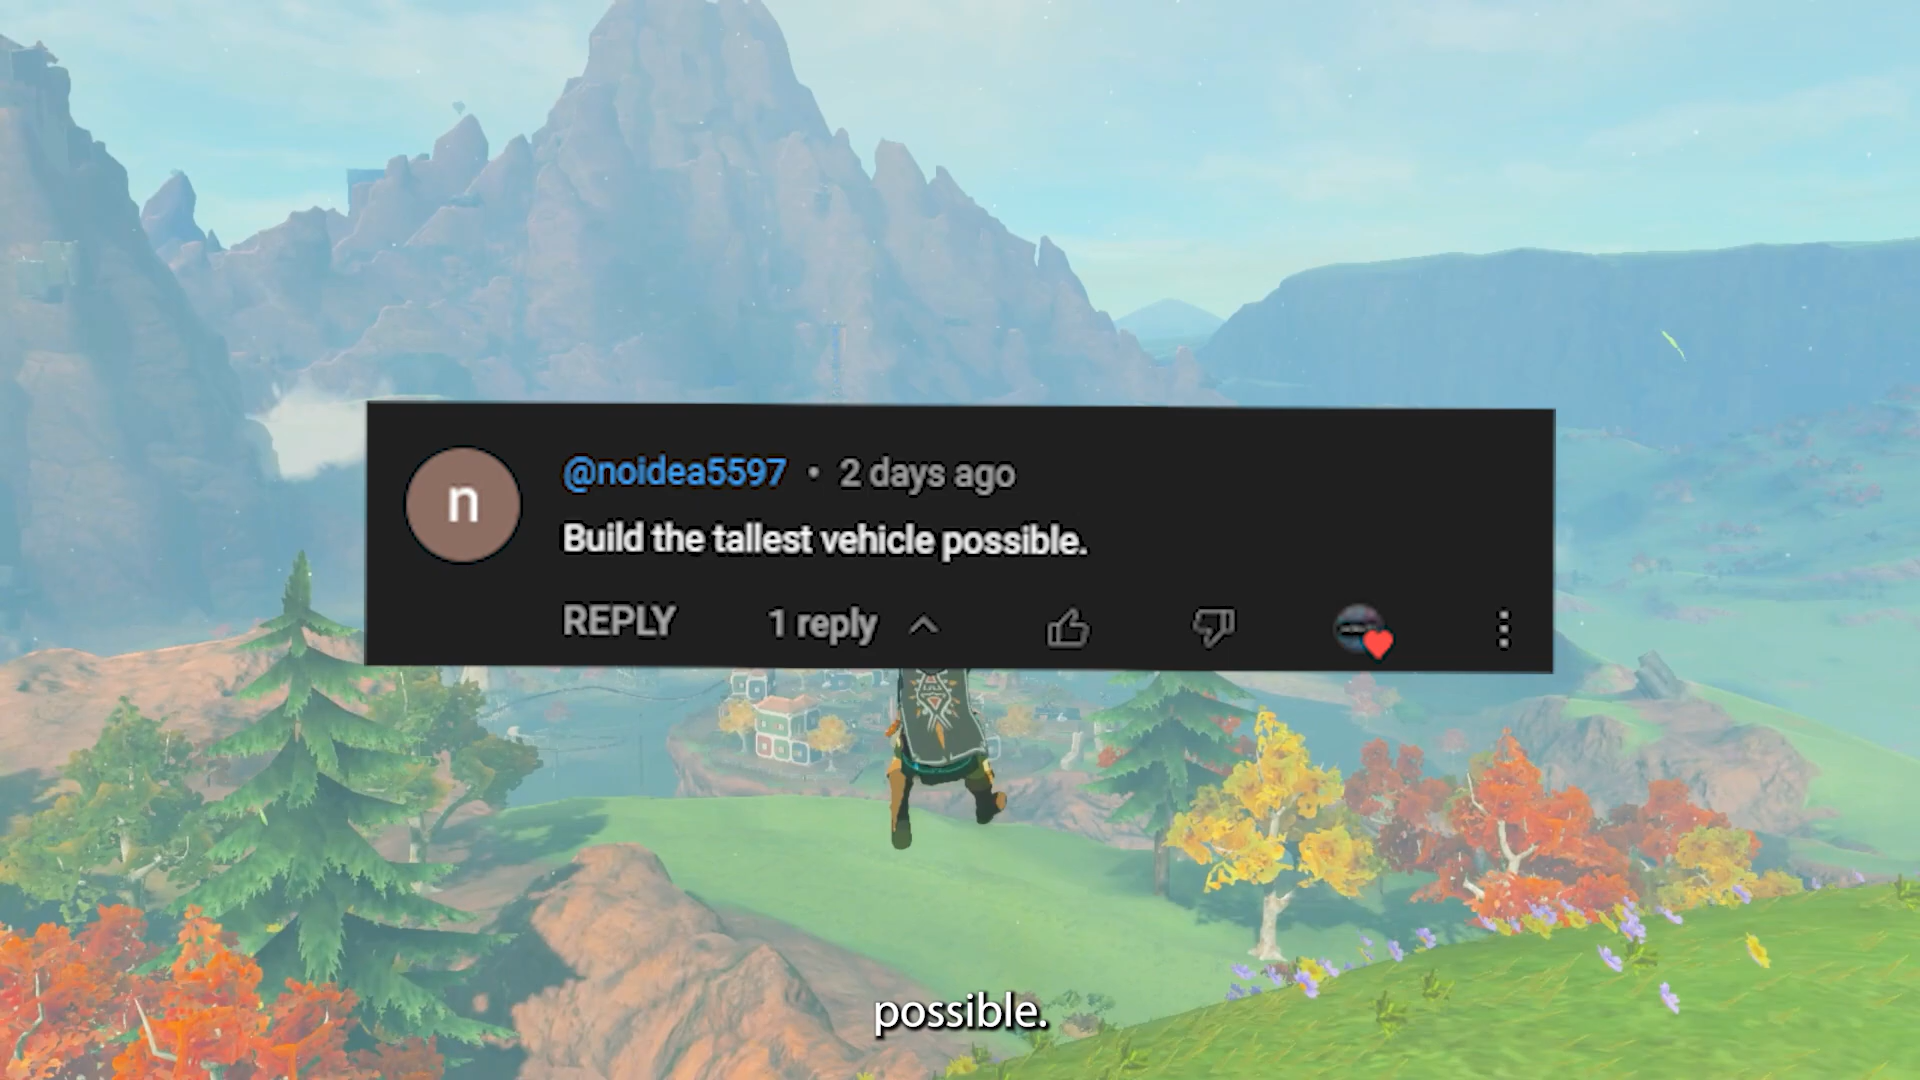 n
@noidea5597 • 2 days ago
Build the tallest vehicle possible.
REPLY 1 reply
possible.